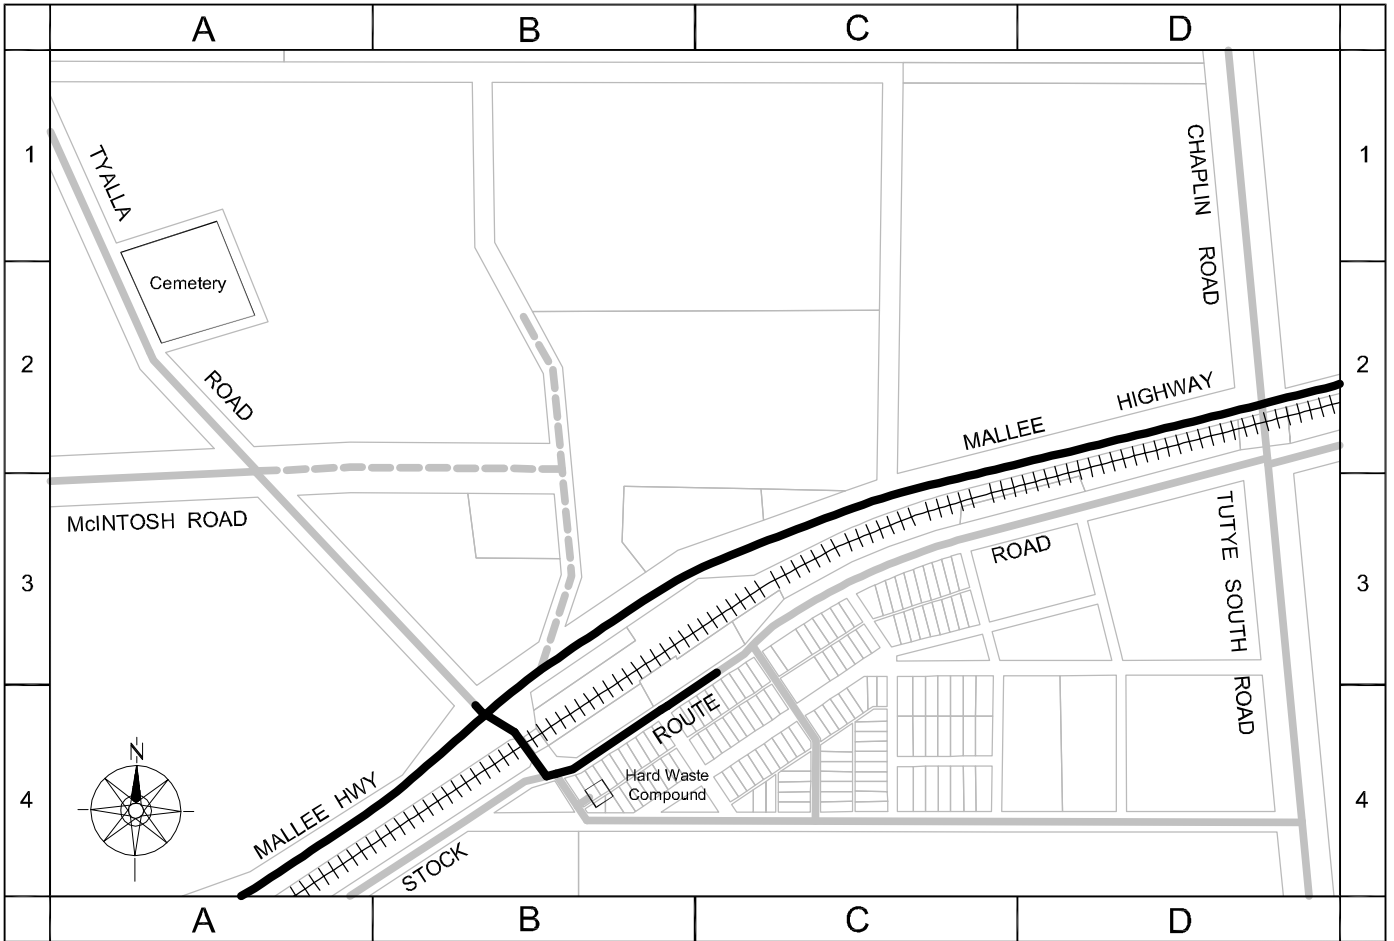 A B C D
1 1
TYALLA
CHAPLIN ROAD
Cemetery
2 2
ROAD
MALLEE HIGHWAY
McINTOSH ROAD
ROAD
TUTYE SOUTH ROAD
3 3
ROUTE
N
Hard Waste
Compound
4 4
MALLEE HWY
STOCK
A B C D